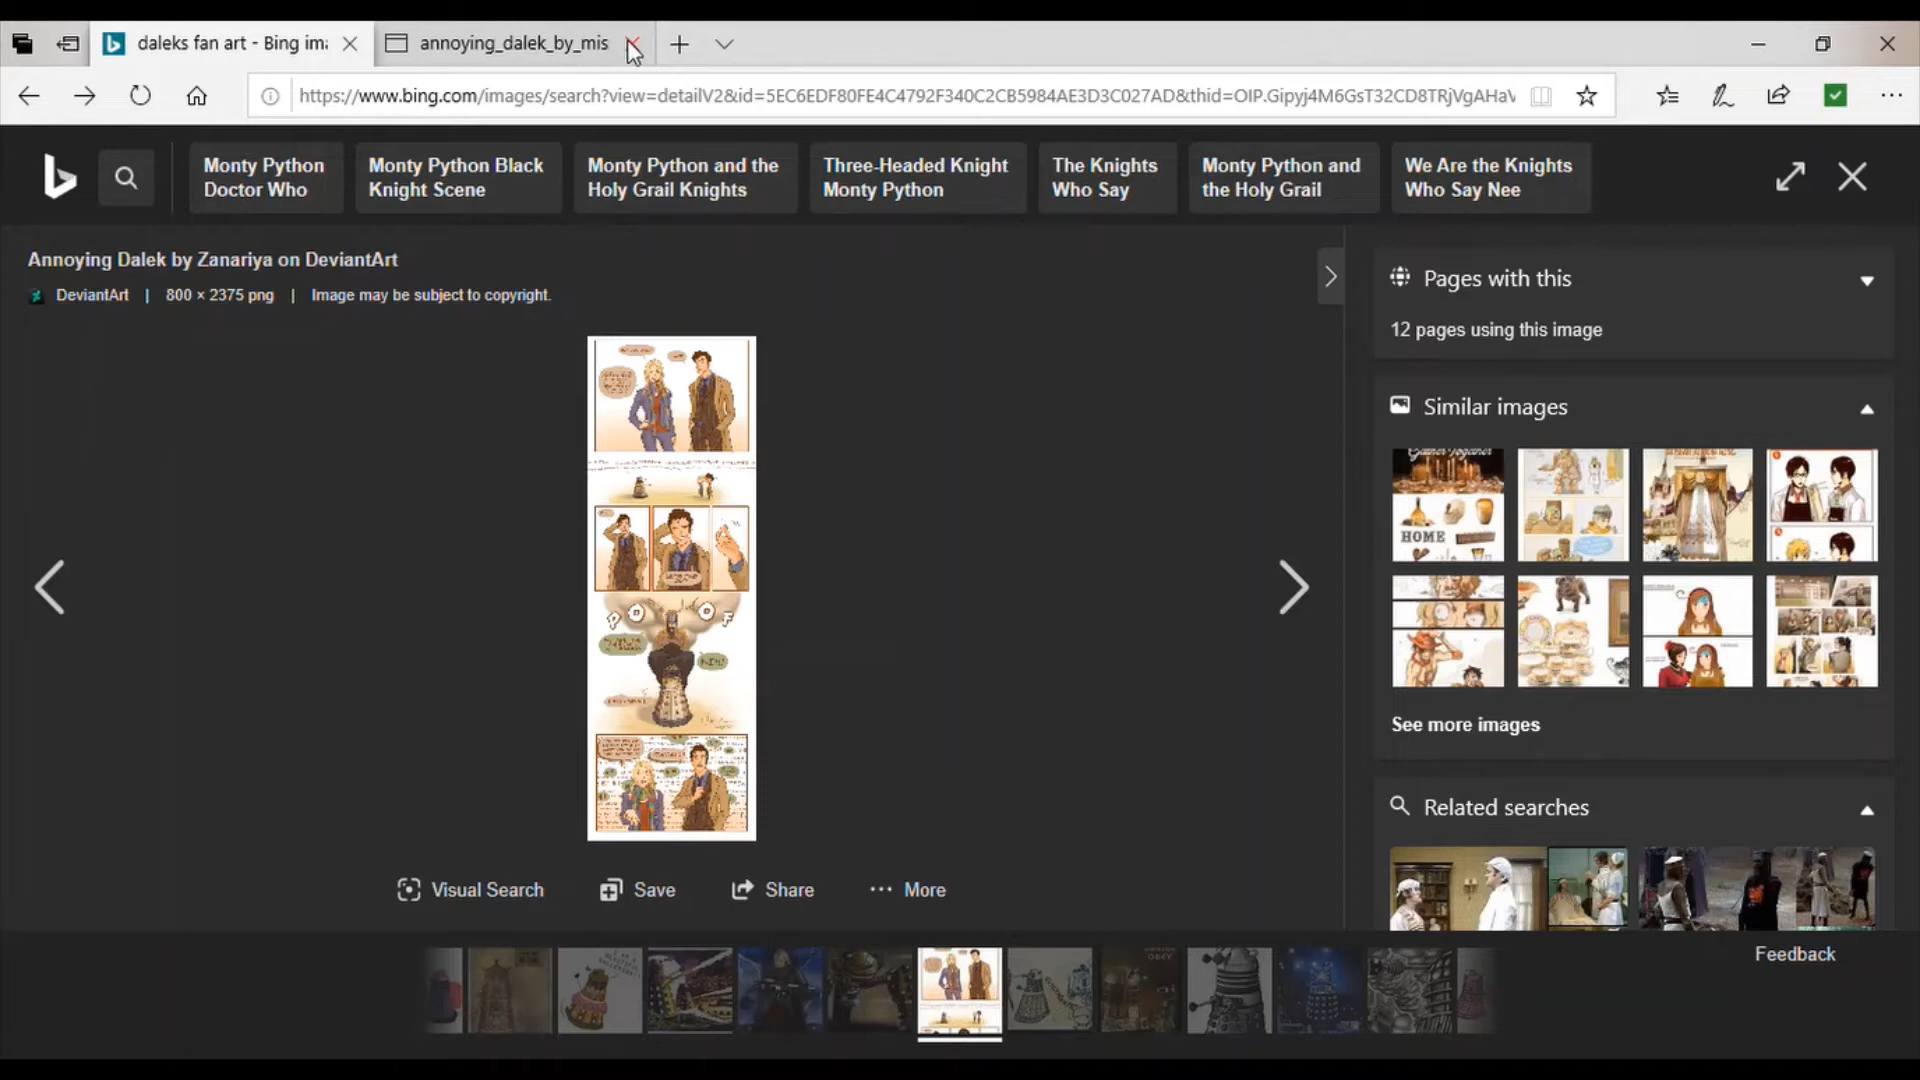 daleks fan art - Bing im
annoying_dalek_by_mis
https://www.bing.com/images/search?view=detailV2&id=5EC6EDF80FE4C4792F340C2CB5984AE3D3C027AD&thid=OIP.Gipyj4M6GsT32CD8TRjVgAHaV
Monty Python
Doctor Who
Monty Python Black
Knight Scene
Monty Python and the
Holy Grail Knights
Three-Headed Knight
Monty Python
The Knights
Who Say
Monty Python and
the Holy Grail
We Are the Knights
Who Say Nee
Annoying Dalek by Zanariya on DeviantArt
DeviantArt | 800 × 2375 png | Image may be subject to copyright.
Pages with this
12 pages using this image
Similar images
Gather Together
HOME
POOF
See more images
Related searches
Visual Search
Save
Share
More
Feedback
OBEY